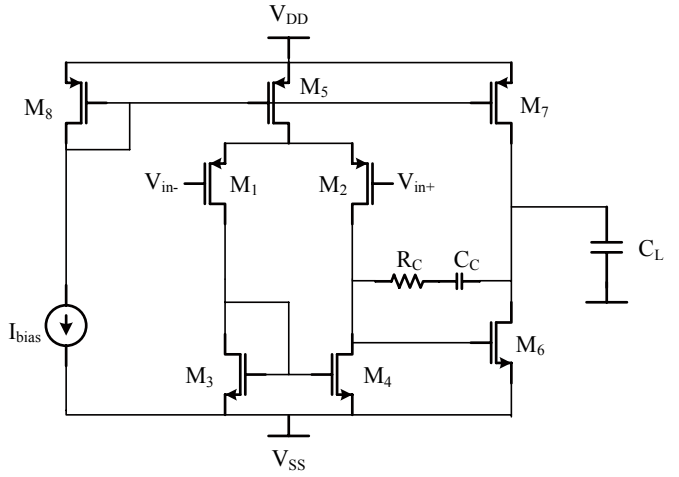 V_DD
M_8
M_5
M_7
V_in-
M_1
M_2
V_in+
R_C
C_C
C_L
I_bias
M_3
M_4
M_6
V_SS